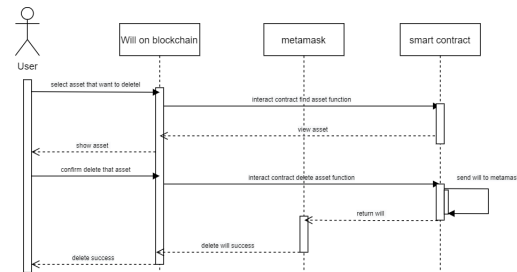 Will on blockchain
metamask
smart contract
User
select asset that want to deletel
interact contract find asset function
view asset
show asset
confirm delete that asset
interact contract delete asset function
send will to metamas
return will
delete will success
delete success